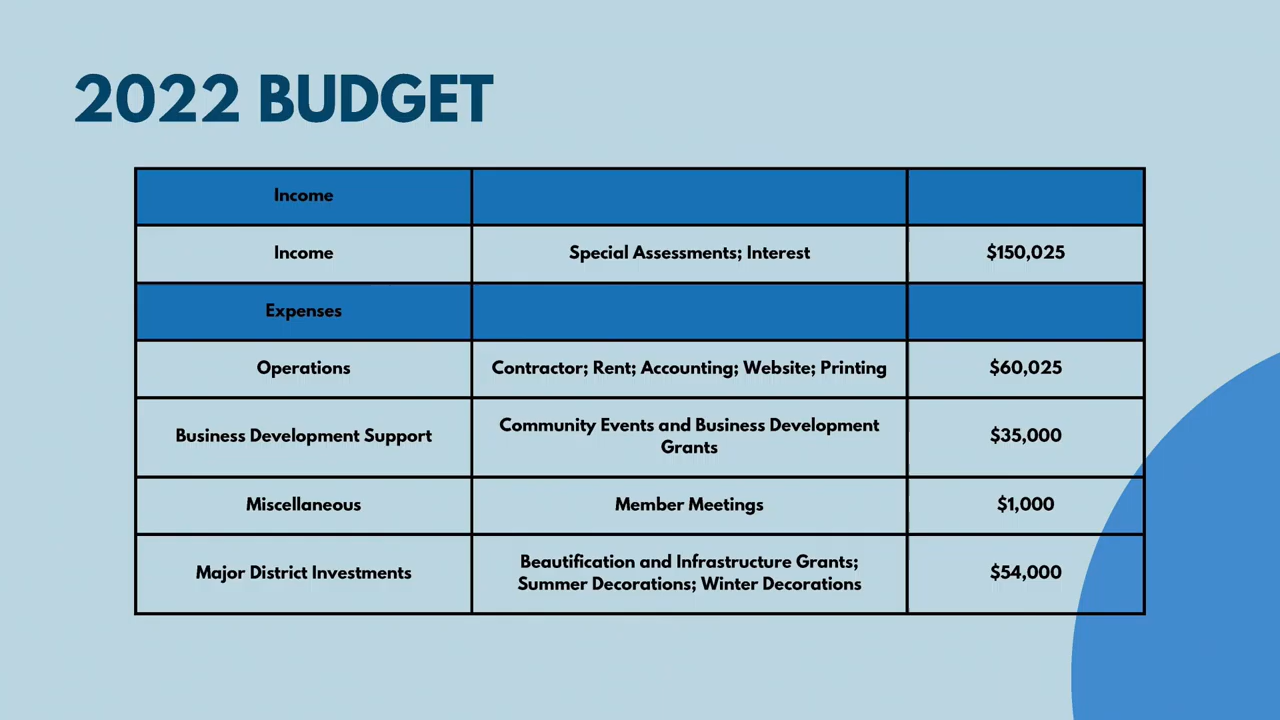 2022 BUDGET
Income
Income
Special Assessments; Interest
$150,025
Expenses
Operations
Contractor; Rent; Accounting; Website; Printing
$60,025
Business Development Support
Community Events and Business Development
Grants
$35,000
Miscellaneous
Member Meetings
$1,000
Major District Investments
Beautification and Infrastructure Grants;
Summer Decorations; Winter Decorations
$54,000